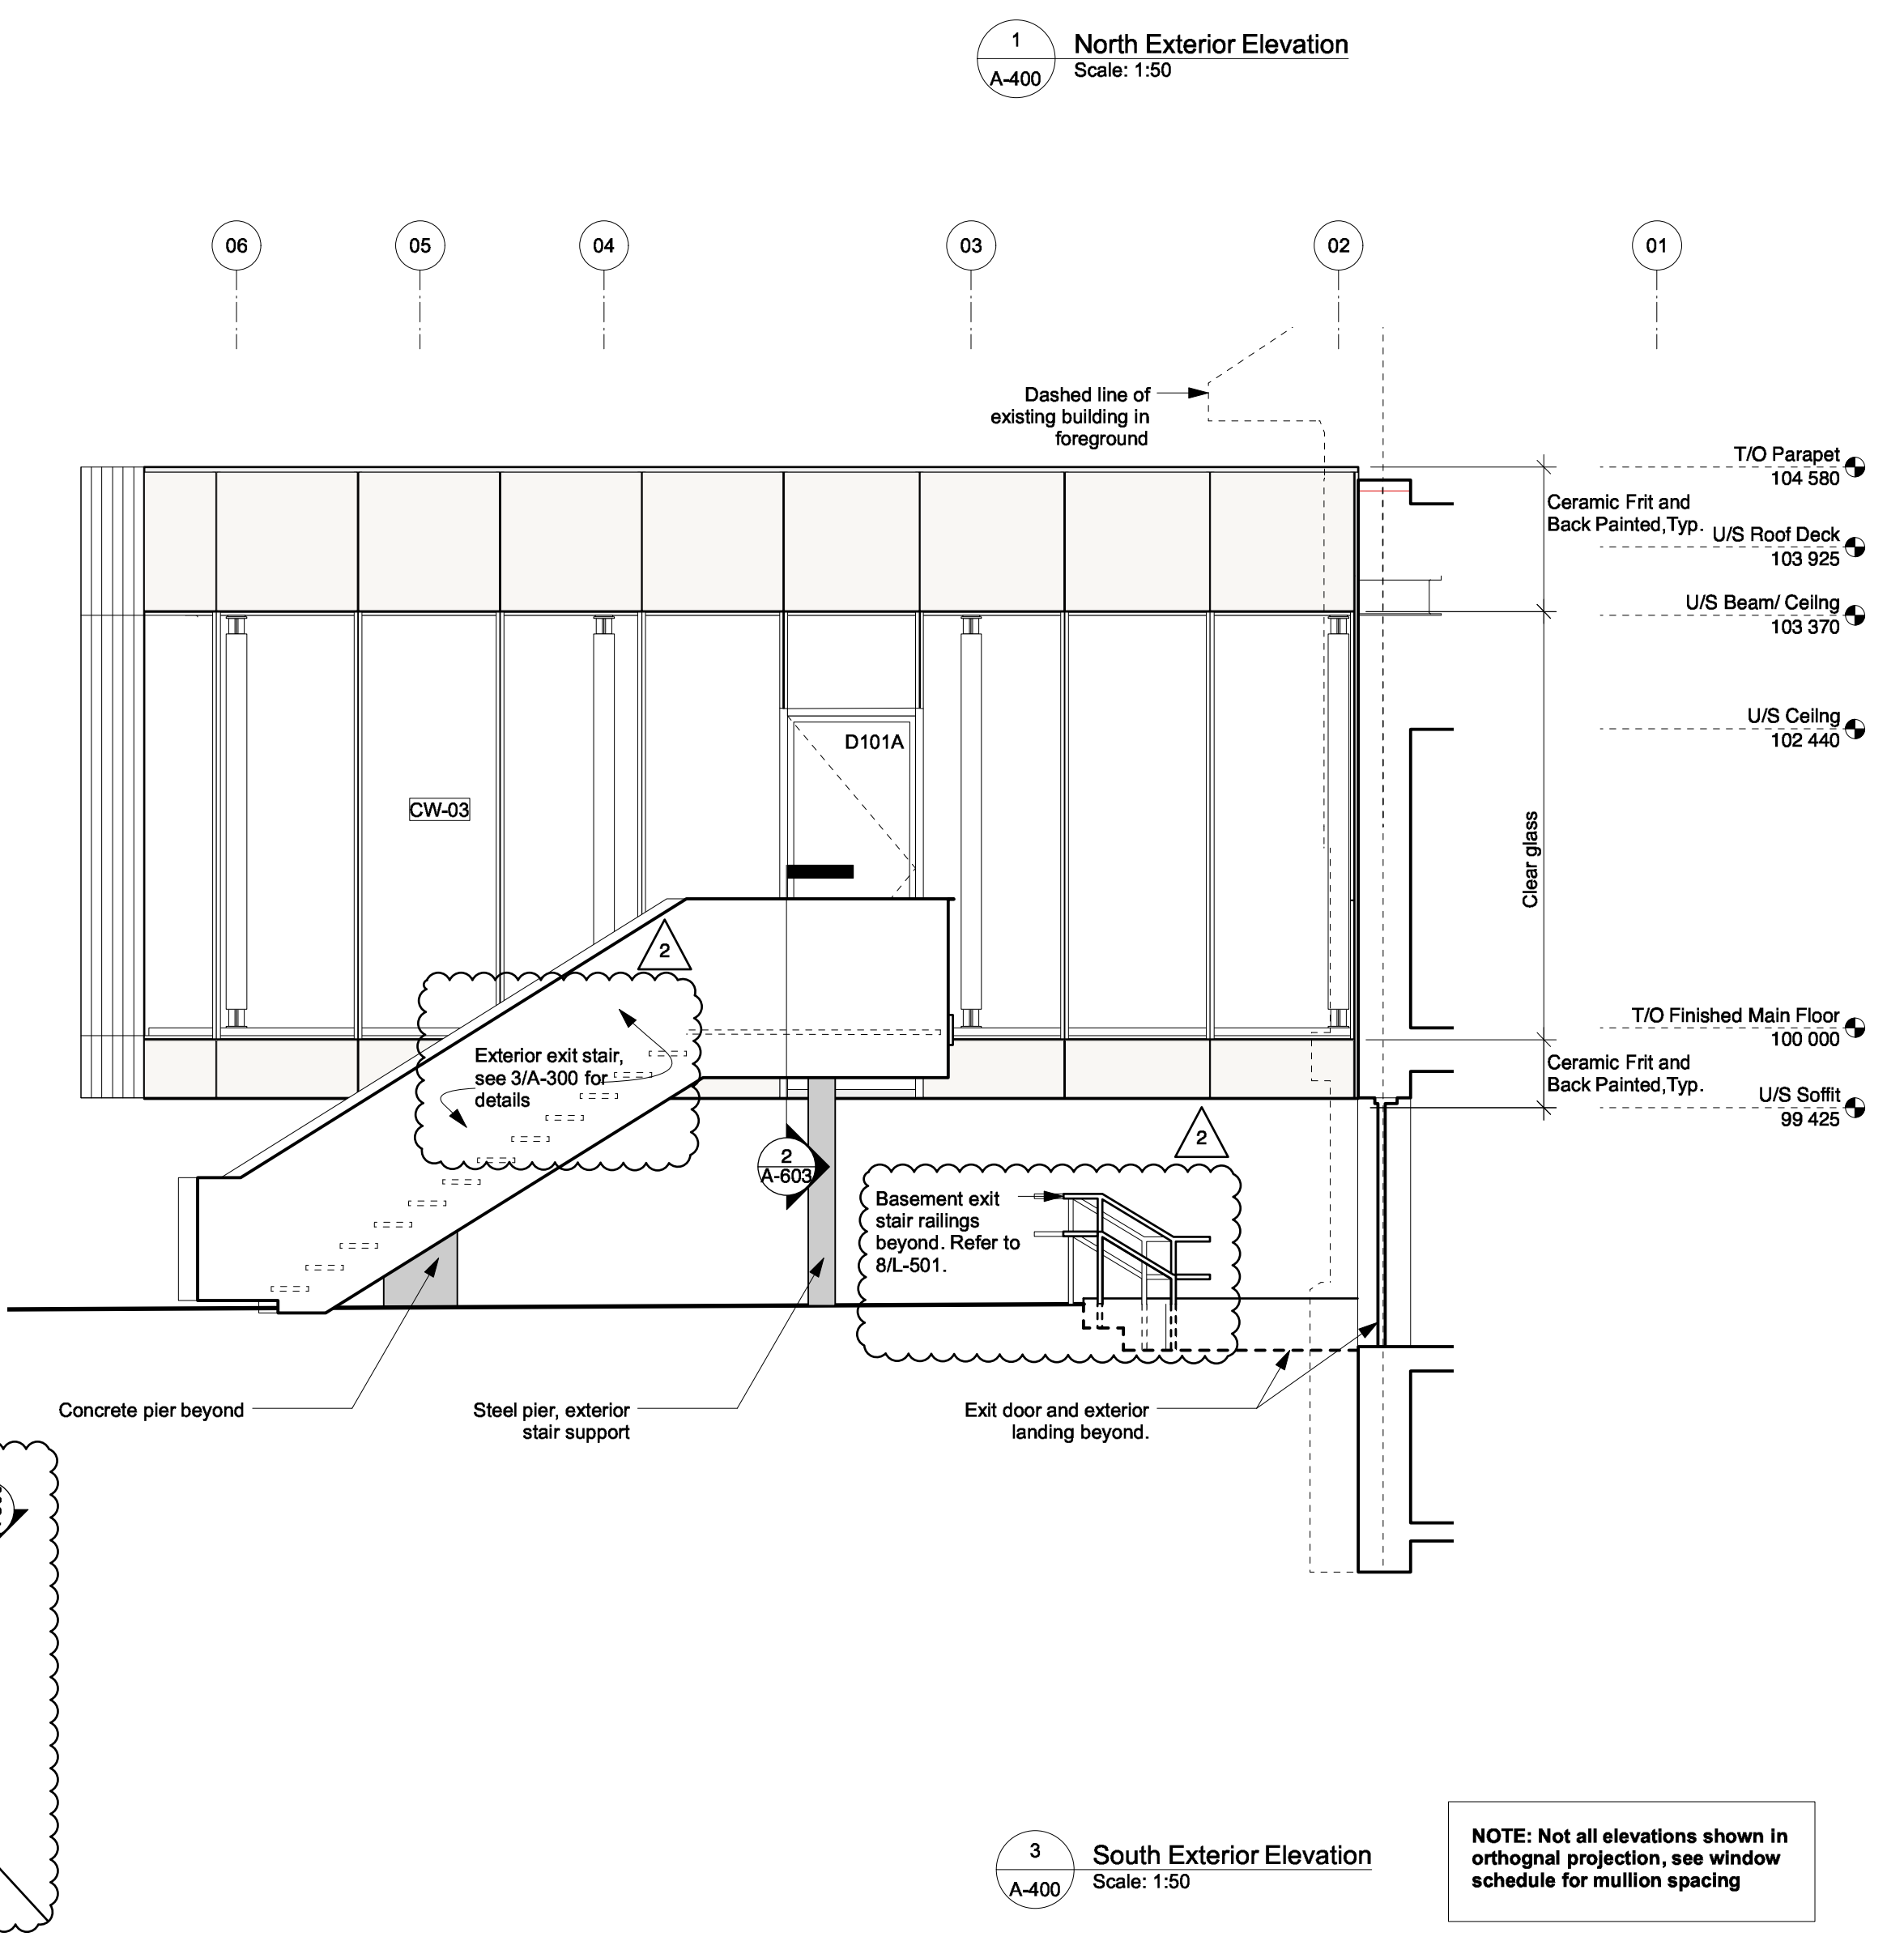 1
A-400
North Exterior Elevation
Scale: 1:50
06
05
04
03
02
01
Dashed line of
existing building in
foreground
T/O Parapet
104 580
Ceramic Frit and
Back Painted,Typ.
U/S Roof Deck
103 925
U/S Beam/ Ceilng
103 370
U/S Ceilng
102 440
D101A
CW-03
Clear glass
2
T/O Finished Main Floor
100 000
Exterior exit stair,
see 3/A-300 for
details
Ceramic Frit and
Back Painted,Typ.
U/S Soffit
99 425
2
2
A-603
Basement exit
stair railings
beyond. Refer to
8/L-501.
Concrete pier beyond
Steel pier, exterior
stair support
Exit door and exterior
landing beyond.
3
A-400
South Exterior Elevation
Scale: 1:50
NOTE: Not all elevations shown in
orthognal projection, see window
schedule for mullion spacing